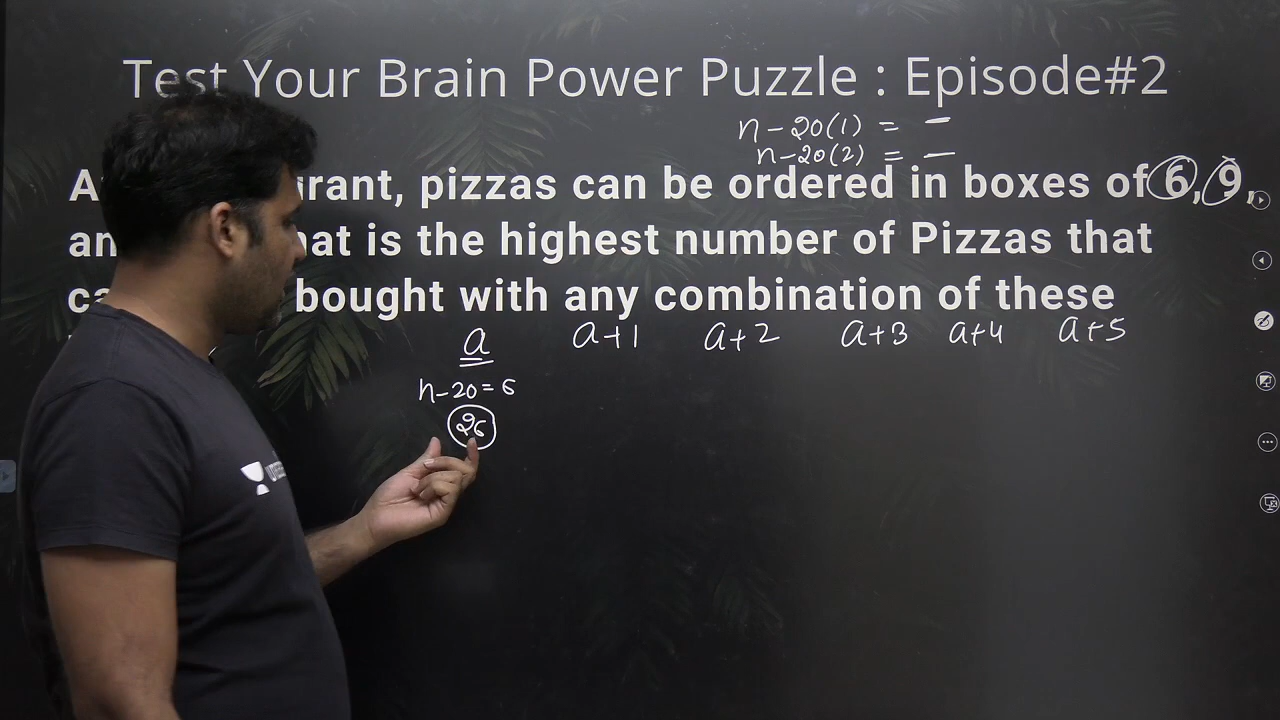 Test Your Brain Power Puzzle : Episode#2
n-20(1) = -
n-20(2) = -
pizzas can be ordered in boxes of 6, 9,
is the highest number of Pizzas that
bought with any combination of these
a a+1 a+2 a+3 a+4 a+5
n-20=6
26